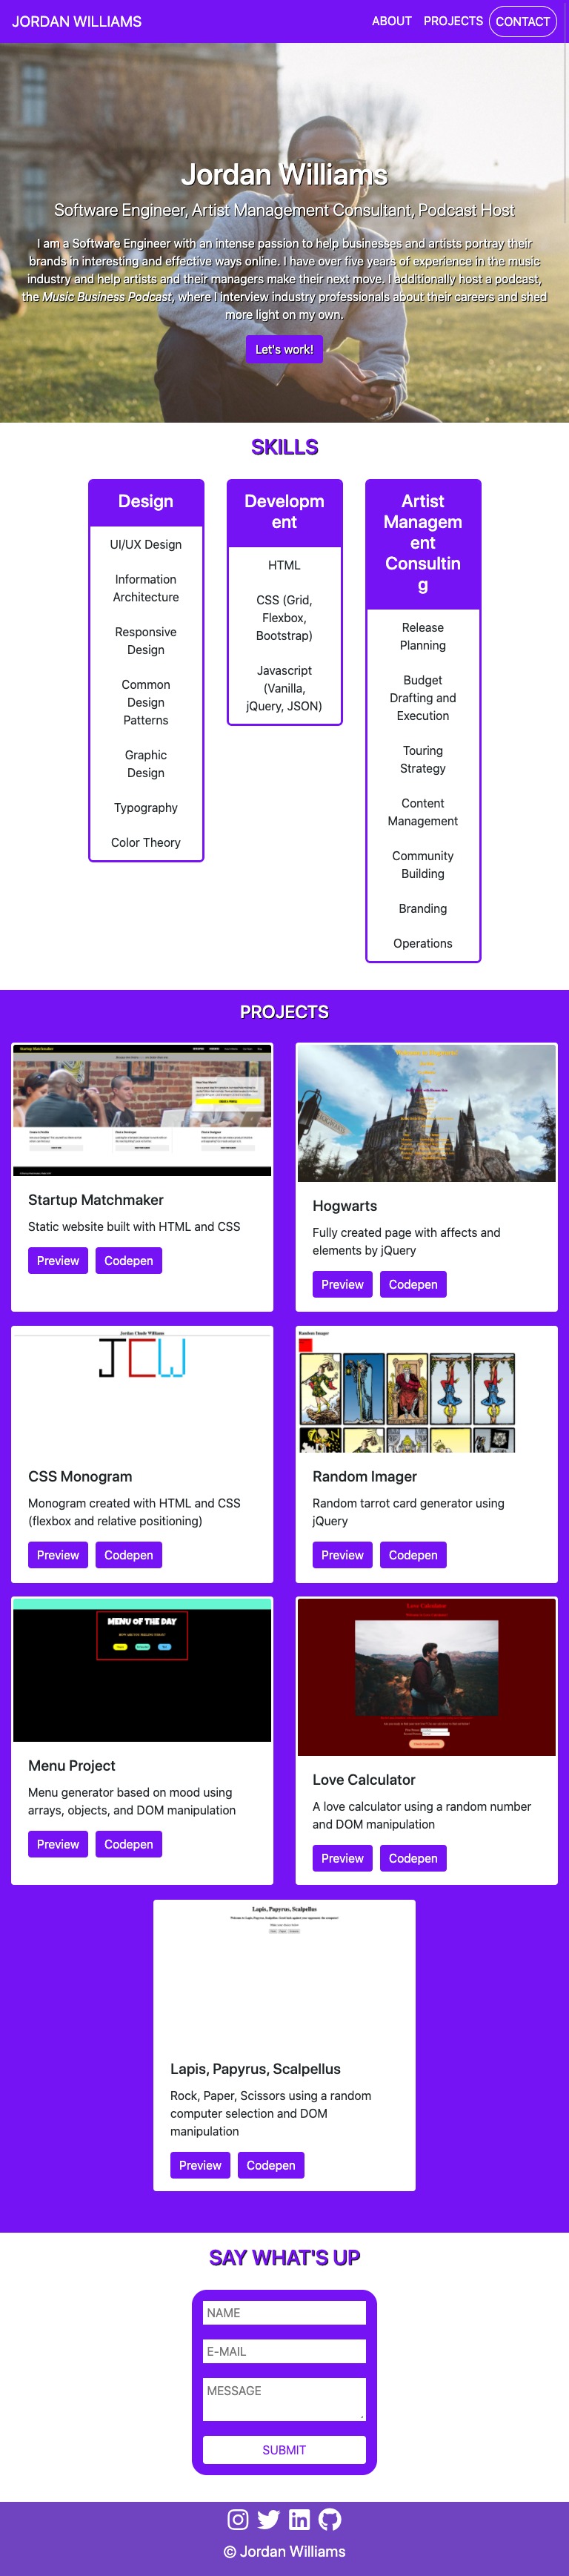 JORDAN WILLIAMS
ABOUT PROJECTS CONTACT
Jordan Williams
Software Engineer, Artist Management Consultant, Podcast Host
I am a Software Engineer with an intense passion to help businesses and artists portray their
brands in interesting and effective ways online. I have over five years of experience in the music
industry and help artists and their managers make their next move. I additionally host a podcast,
the Music Business Podcast, where I interview industry professionals about their careers and shed
more light on my own.
Let's work!
SKILLS
Design
UI/UX Design
Information
Architecture
Responsive
Design
Common
Design
Patterns
Graphic
Design
Typography
Color Theory
Developm
ent
HTML
CSS (Grid,
Flexbox,
Bootstrap)
Javascript
(Vanilla,
jQuery, JSON)
Artist
Managem
ent
Consultin
g
Release
Planning
Budget
Drafting and
Execution
Touring
Strategy
Content
Management
Community
Building
Branding
Operations
PROJECTS
Startup Matchmaker
Startup Matchmaker
Static website built with HTML and CSS
Preview Codepen
Hogwarts
Fully created page with affects and
elements by jQuery
Preview Codepen
Jordan Chude Williams
JCW
CSS Monogram
Monogram created with HTML and CSS
(flexbox and relative positioning)
Preview Codepen
Random Imager
Random Imager
Random tarrot card generator using
jQuery
Preview Codepen
MENU OF THE DAY
Menu Project
Menu generator based on mood using
arrays, objects, and DOM manipulation
Preview Codepen
Love Calculator
Love Calculator
A love calculator using a random number
and DOM manipulation
Preview Codepen
Lapis, Papyrus, Scalpellus
Lapis, Papyrus, Scalpellus
Rock, Paper, Scissors using a random
computer selection and DOM
manipulation
Preview Codepen
SAY WHAT'S UP
NAME
E-MAIL
MESSAGE
SUBMIT
© Jordan Williams